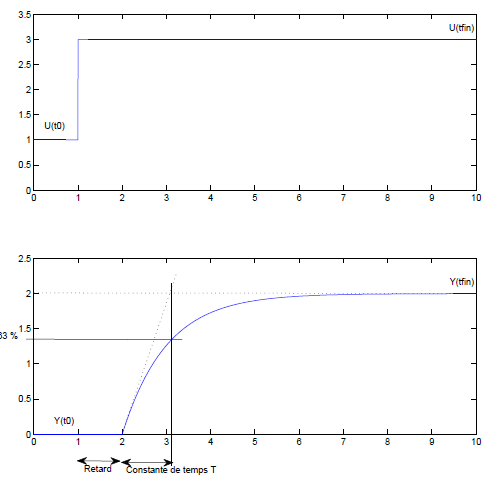 3.5
U(tfin)
3
2.5
2
1.5
U(t0)
1
0.5
0
0 1 2 3 4 5 6 7 8 9 10
2.5
Y(tfin)
2
1.5
63 %
1
0.5
Y(t0)
0
0 1 2 3 4 5 6 7 8 9 10
Retard
Constante de temps T